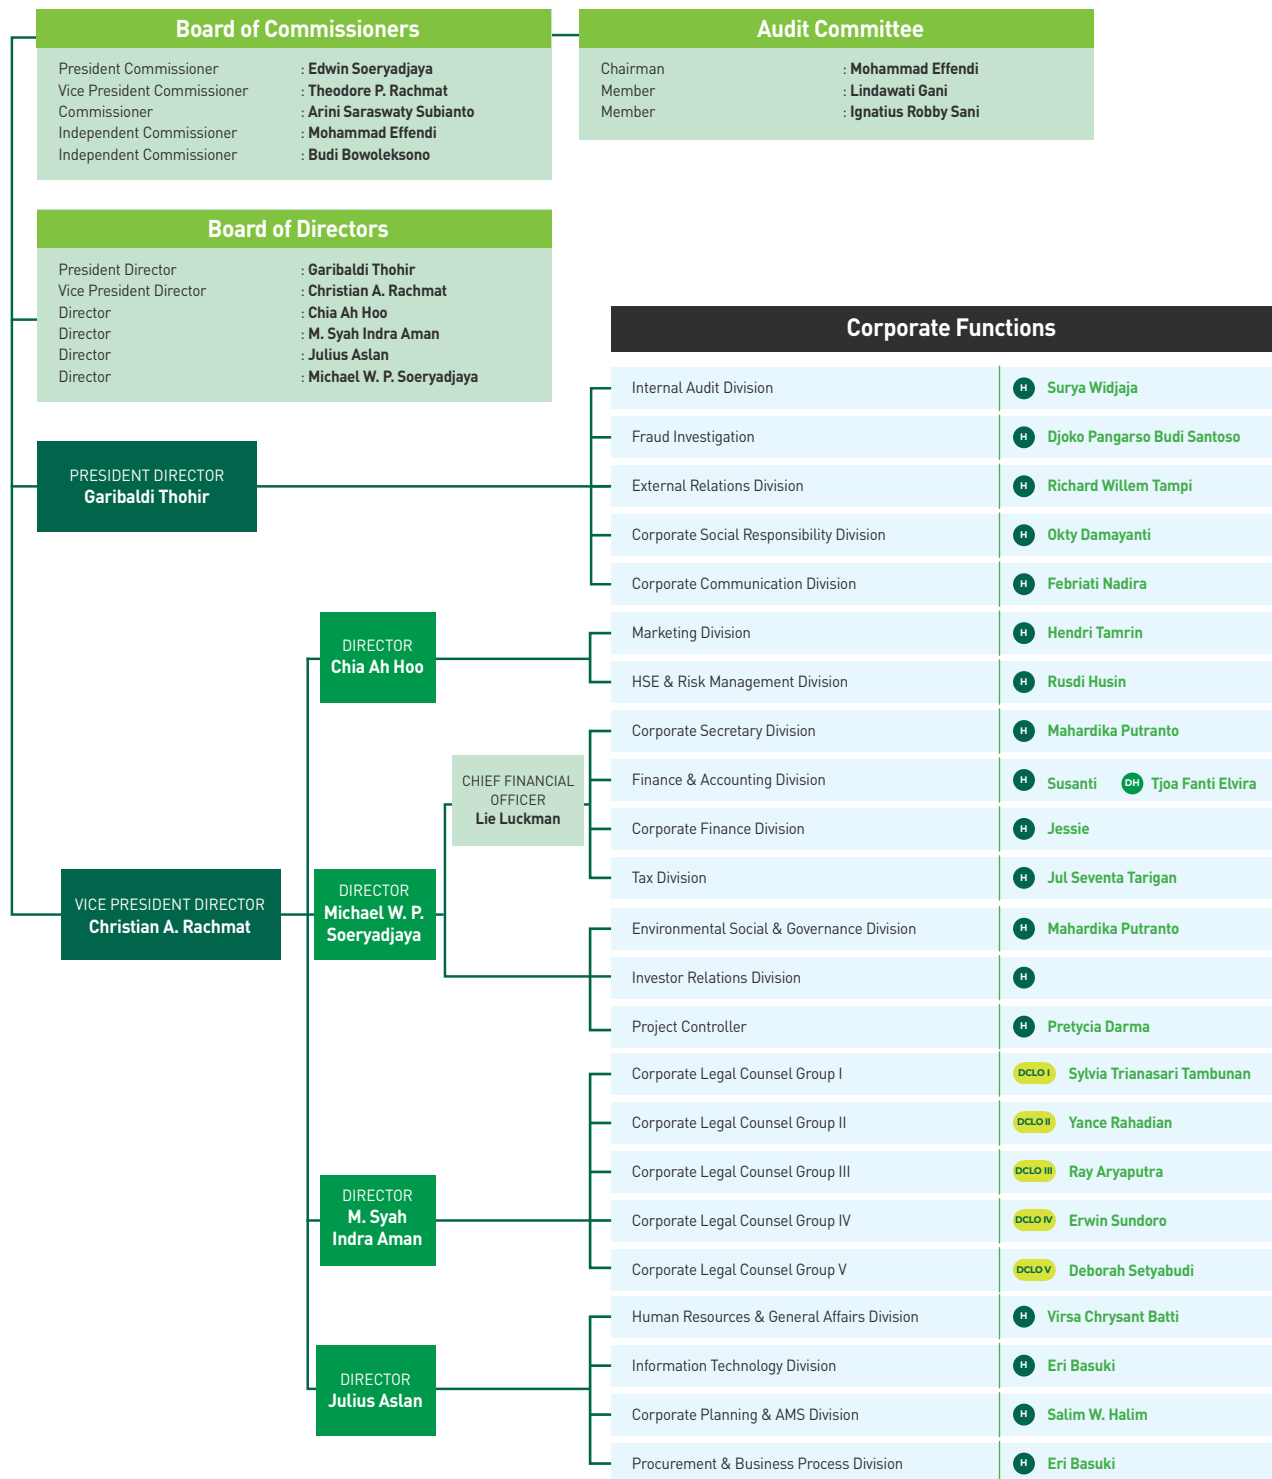 Board of Commissioners
President Commissioner : Edwin Soeryadjaya
Vice President Commissioner : Theodore P. Rachmat
Commissioner : Arini Saraswaty Subianto
Independent Commissioner : Mohammad Effendi
Independent Commissioner : Budi Bowoleksono
Audit Committee
Chairman : Mohammad Effendi
Member : Lindawati Gani
Member : Ignatius Robby Sani
Board of Directors
President Director : Garibaldi Thohir
Vice President Director : Christian A. Rachmat
Director : Chia Ah Hoo
Director : M. Syah Indra Aman
Director : Julius Aslan
Director : Michael W. P. Soeryadjaya
Corporate Functions
PRESIDENT DIRECTOR
Garibaldi Thohir
Internal Audit Division H Surya Widjaja
Fraud Investigation H Djoko Pangarso Budi Santoso
External Relations Division H Richard Willem Tampi
Corporate Social Responsibility Division H Okty Damayanti
Corporate Communication Division H Febriati Nadira
VICE PRESIDENT DIRECTOR
Christian A. Rachmat
DIRECTOR
Chia Ah Hoo
Marketing Division H Hendri Tamrin
HSE & Risk Management Division H Rusdi Husin
DIRECTOR
Michael W. P.
Soeryadjaya
CHIEF FINANCIAL
OFFICER
Lie Luckman
Corporate Secretary Division H Mahardika Putranto
Finance & Accounting Division H Susanti DH Tjoa Fanti Elvira
Corporate Finance Division H Jessie
Tax Division H Jul Seventa Tarigan
Environmental Social & Governance Division H Mahardika Putranto
Investor Relations Division H
Project Controller H Pretycia Darma
DIRECTOR
M. Syah
Indra Aman
Corporate Legal Counsel Group I DCLO I Sylvia Trianasari Tambunan
Corporate Legal Counsel Group II DCLO II Yance Rahadian
Corporate Legal Counsel Group III DCLO III Ray Aryaputra
Corporate Legal Counsel Group IV DCLO IV Erwin Sundoro
Corporate Legal Counsel Group V DCLO V Deborah Setyabudi
DIRECTOR
Julius Aslan
Human Resources & General Affairs Division H Virsa Chrysant Batti
Information Technology Division H Eri Basuki
Corporate Planning & AMS Division H Salim W. Halim
Procurement & Business Process Division H Eri Basuki